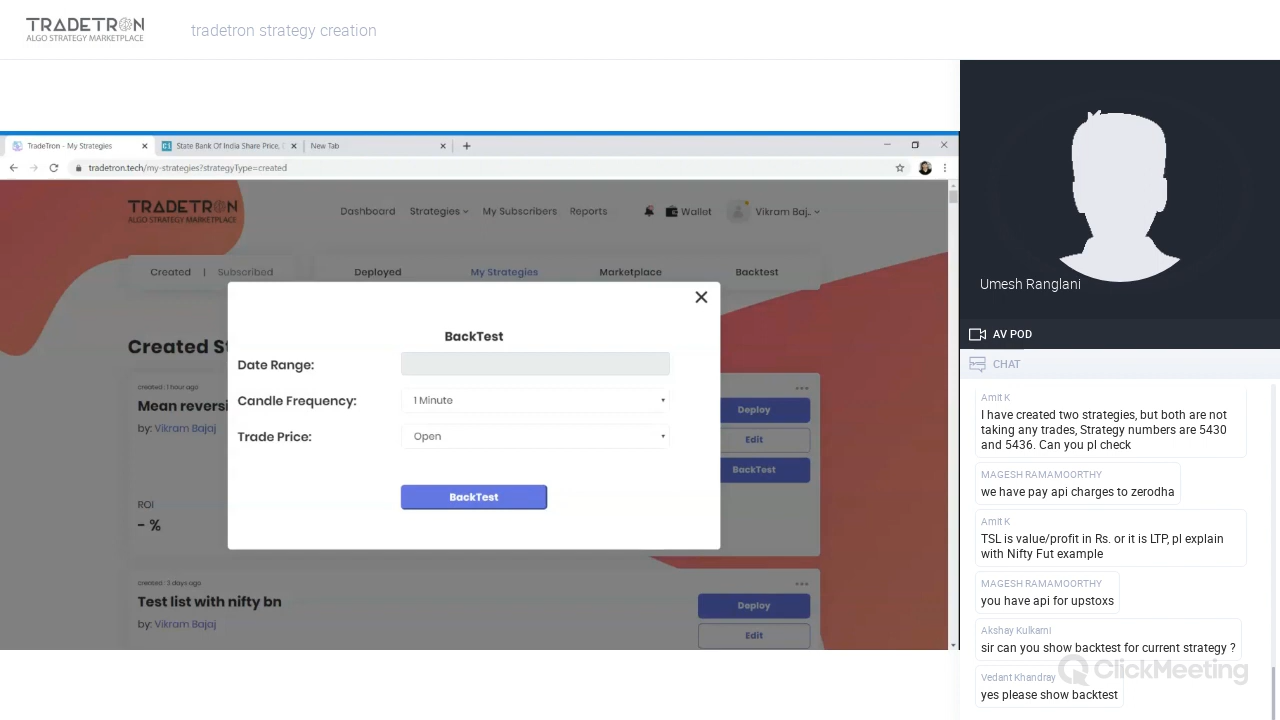 TRADETRON
ALGO STRATEGY MARKETPLACE
tradetron strategy creation
TradeTron - My Strategies
State Bank Of India Share Price,
New Tab
tradetron.tech/my-strategies?strategyType=created
TRADETRON
ALGO STRATEGY MARKETPLACE
Dashboard
Strategies
My Subscribers
Reports
Wallet
Vikram Baj..
Created | Subscribed
Deployed
My Strategies
Marketplace
Backtest
Created St
created : 1 hour ago
Mean reversi
by: Vikram Bajaj
ROI
- %
Deploy
Edit
BackTest
BackTest
Date Range:
Candle Frequency:
1 Minute
Trade Price:
Open
BackTest
created : 3 days ago
Test list with nifty bn
by: Vikram Bajaj
Deploy
Edit
Umesh Ranglani
AV POD
CHAT
Amit K
I have created two strategies, but both are not
taking any trades, Strategy numbers are 5430
and 5436. Can you pl check
MAGESH RAMAMOORTHY
we have pay api charges to zerodha
Amit K
TSL is value/profit in Rs. or it is LTP, pl explain
with Nifty Fut example
MAGESH RAMAMOORTHY
you have api for upstoxs
Akshay Kulkarni
sir can you show backtest for current strategy ?
Vedant Khandray
yes please show backtest
ClickMeeting